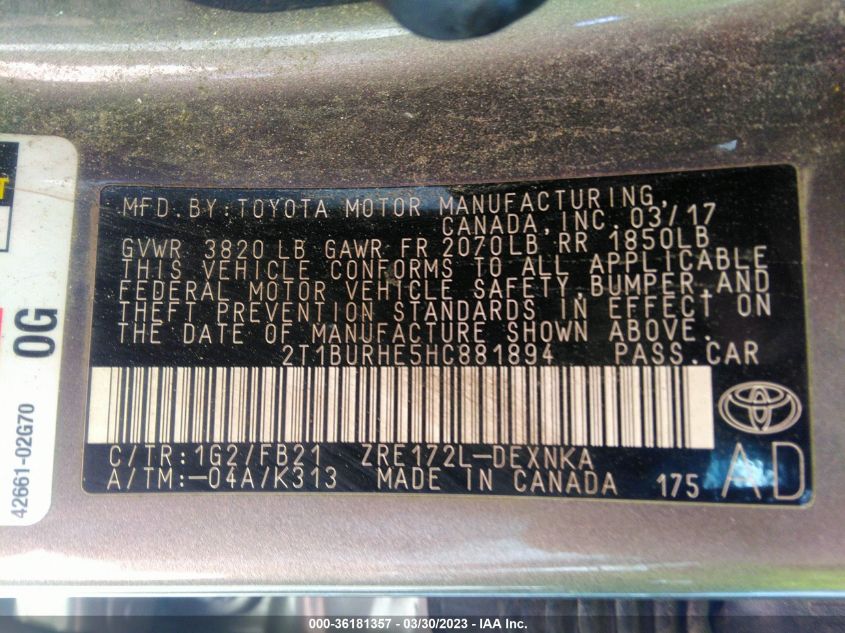 MFD.BY:TOYOTA MOTOR MANUFACTURING,
CANADA,INC. 03/17
GVWR 3820 LB GAWR FR 2070LB RR 1850LB
THIS VEHICLE CONFORMS TO ALL APPLICABLE
FEDERAL MOTOR VEHICLE SAFETY,BUMPER,AND
THEFT PREVENTION STANDARDS IN EFFECT ON
THE DATE OF MANUFACTURE SHOWN ABOVE.
2T1BURHE5HC881894 PASS.CAR
C/TR:1G2/FB21 ZRE172L-DEXNKA
A/TM:-04A/K313 MADE IN CANADA 175 AD
0G
42661-02G70
000-36181357 - 03/30/2023 - IAA Inc.